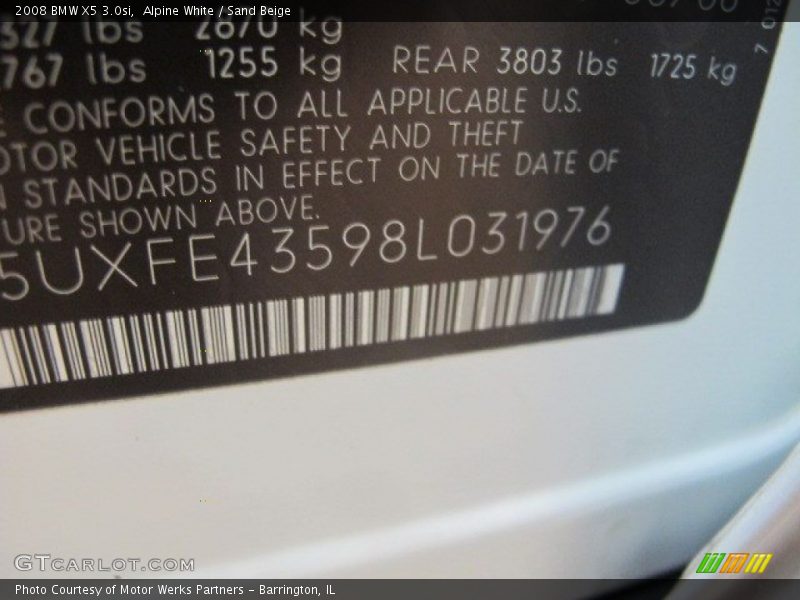 2008 BMW X5 3.0si, Alpine White / Sand Beige
lbs 2870 kg
767 lbs 1255 kg REAR 3803 lbs 1725 kg
CONFORMS TO ALL APPLICABLE U.S.
OTOR VEHICLE SAFETY AND THEFT
STANDARDS IN EFFECT ON THE DATE OF
URE SHOWN ABOVE.
5UXFE43598L031976
GTCARLOT.COM
Photo Courtesy of Motor Werks Partners - Barrington, IL